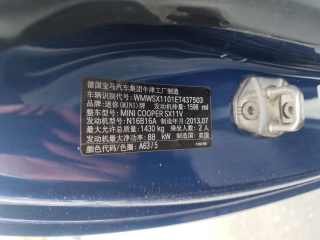 德国宝马汽车集团牛津工厂制造
车辆识别代号: WMWSX1101ET437503
品牌: 迷你(MINI)牌 发动机排量: 1598 ml
整车型号: MINI COOPER SX11V
发动机型号: N16B16A 制造年月: 2013.07
最大允许总质量: 1430 kg 乘坐人数: 2 人
发动机最大净功率: 88 kW 制造国: 英国
颜色代码/色圈: A63/5